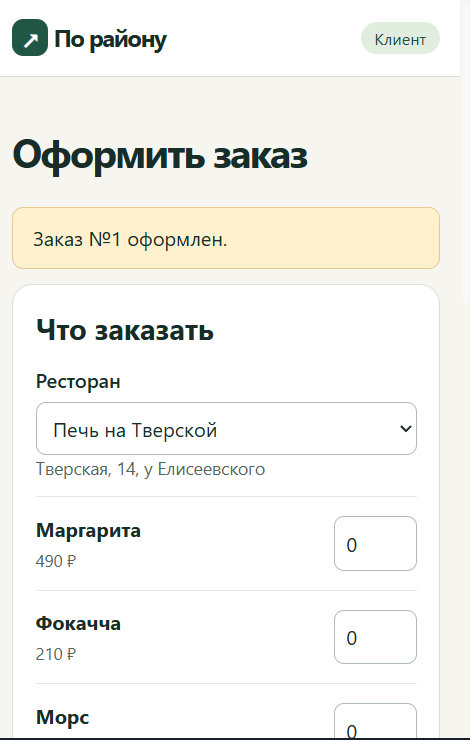 По району
Клиент
Оформить заказ
Заказ №1 оформлен.
Что заказать
Ресторан
Печь на Тверской
Тверская, 14, у Елисеевского
Маргарита
490 ₽
0
Фокачча
210 ₽
0
Морс
0